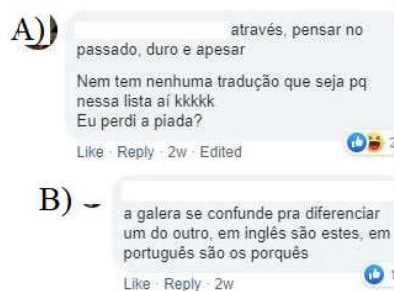 A)
através, pensar no
passado, duro e apesar
Nem tem nenhuma tradução que seja pq
nessa lista aí kkkkk
Eu perdi a piada?
Like · Reply · 2w · Edited
2
B)
a galera se confunde pra diferenciar
um do outro, em inglês são estes, em
português são os porquês
Like · Reply · 2w
1